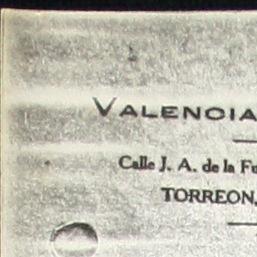 VALENCIA
Calle J. A. de la Fu
TORREON,